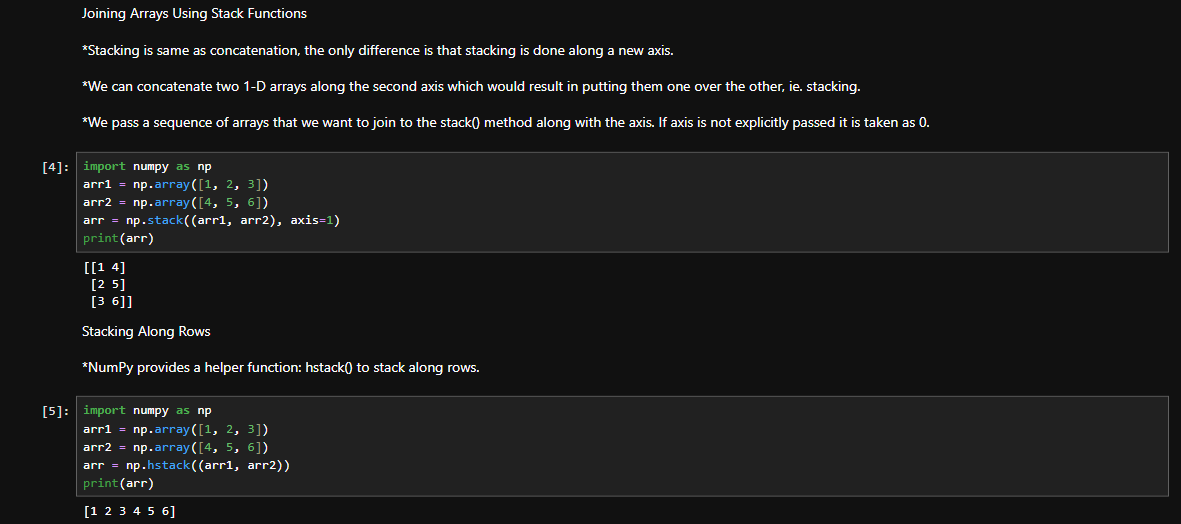 Joining Arrays Using Stack Functions
*Stacking is same as concatenation, the only difference is that stacking is done along a new axis.
*We can concatenate two 1-D arrays along the second axis which would result in putting them one over the other, ie. stacking.
*We pass a sequence of arrays that we want to join to the stack() method along with the axis. If axis is not explicitly passed it is taken as 0.
[4]: import numpy as np
arr1 = np.array([1, 2, 3])
arr2 = np.array([4, 5, 6])
arr = np.stack((arr1, arr2), axis=1)
print(arr)
[[1 4]
[2 5]
[3 6]]
Stacking Along Rows
*NumPy provides a helper function: hstack() to stack along rows.
[5]: import numpy as np
arr1 = np.array([1, 2, 3])
arr2 = np.array([4, 5, 6])
arr = np.hstack((arr1, arr2))
print(arr)
[1 2 3 4 5 6]